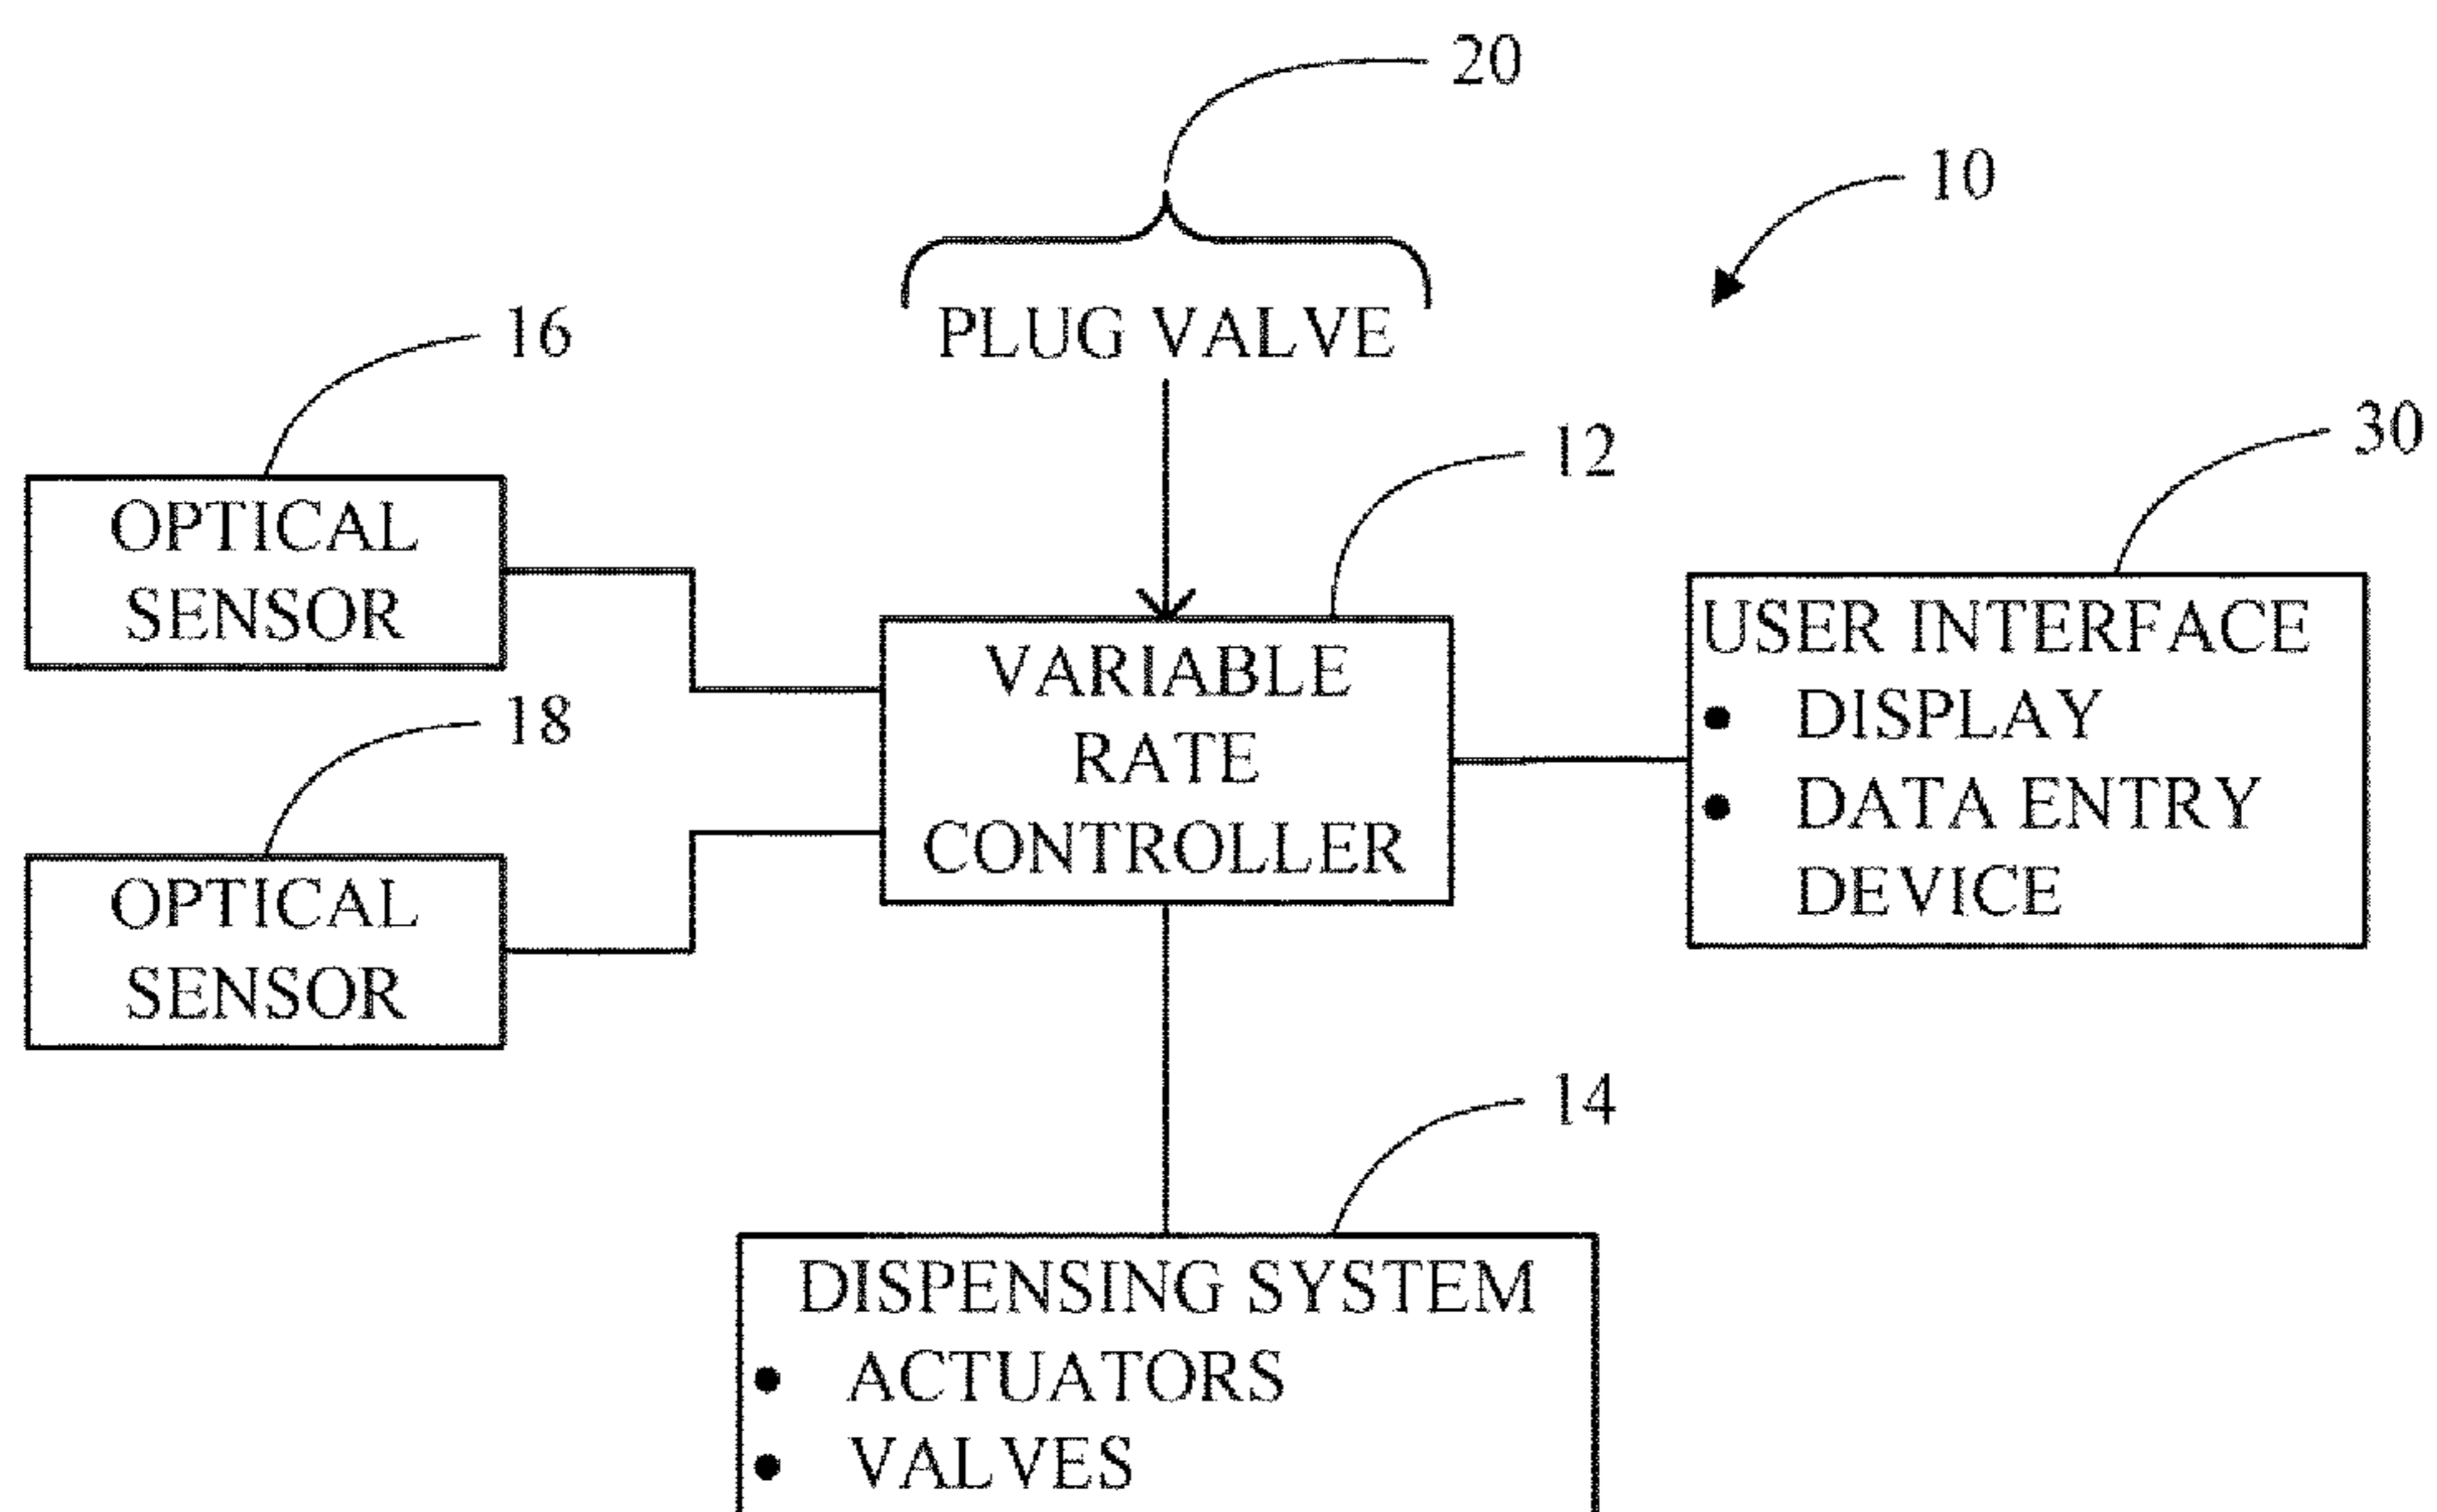 20
10
PLUG VALVE
16
30
12
OPTICAL
SENSOR
USER INTERFACE
• DISPLAY
• DATA ENTRY
DEVICE
VARIABLE
RATE
CONTROLLER
18
OPTICAL
SENSOR
14
DISPENSING SYSTEM
• ACTUATORS
• VALVES